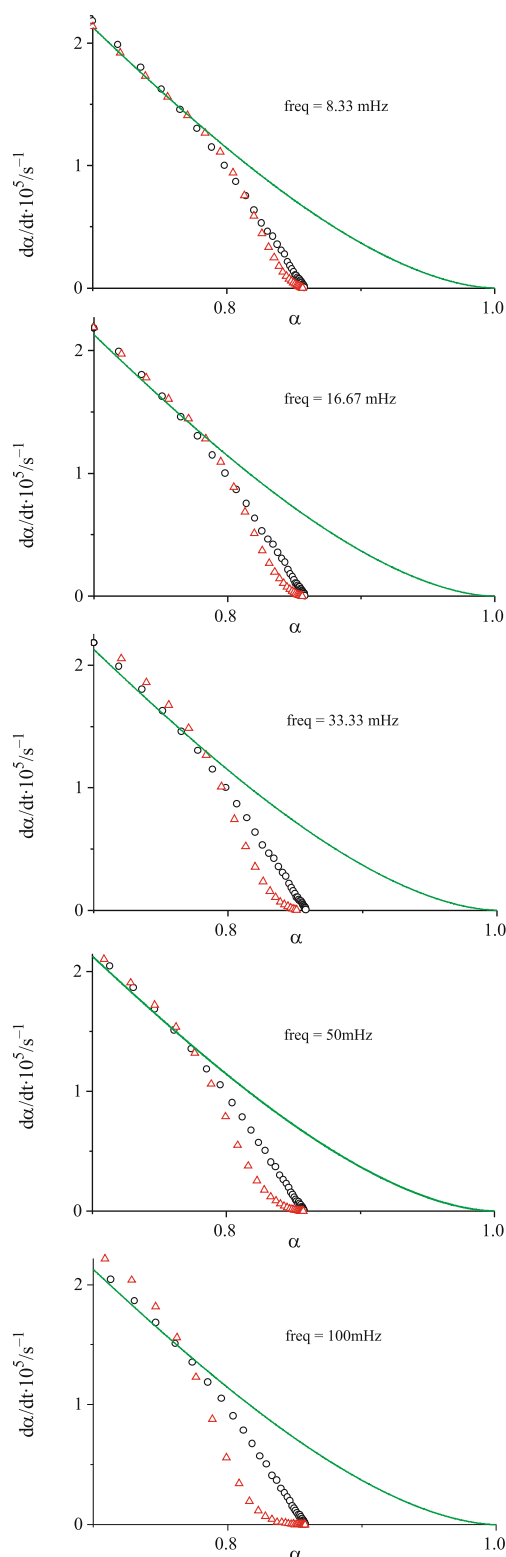 2
freq = 8.33 mHz
dα/dt·10⁵/s⁻¹
1
0
0.8
1.0
α
2
freq = 16.67 mHz
dα/dt·10⁵/s⁻¹
1
0
0.8
1.0
α
2
freq = 33.33 mHz
dα/dt·10⁵/s⁻¹
1
0
0.8
1.0
α
2
freq = 50mHz
dα/dt·10⁵/s⁻¹
1
0
0.8
1.0
α
2
freq = 100mHz
dα/dt·10⁵/s⁻¹
1
0
0.8
1.0
α